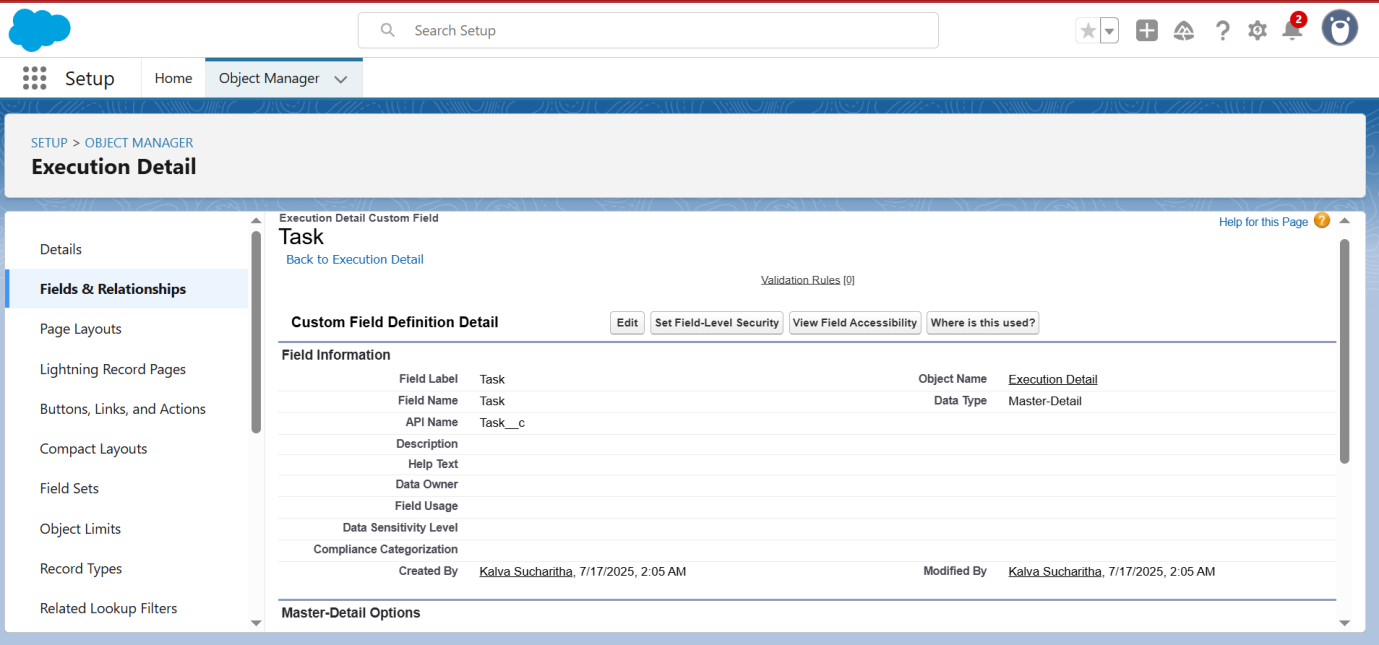 Search Setup
2
Setup
Home
Object Manager
SETUP > OBJECT MANAGER
Execution Detail
Details
Fields & Relationships
Page Layouts
Lightning Record Pages
Buttons, Links, and Actions
Compact Layouts
Field Sets
Object Limits
Record Types
Related Lookup Filters
Execution Detail Custom Field
Task
Help for this Page ?
Back to Execution Detail
Validation Rules [0]
Custom Field Definition Detail
Edit
Set Field-Level Security
View Field Accessibility
Where is this used?
Field Information
Field Label Task Object Name Execution Detail
Field Name Task Data Type Master-Detail
API Name Task__c
Description
Help Text
Data Owner
Field Usage
Data Sensitivity Level
Compliance Categorization
Created By Kalva Sucharitha, 7/17/2025, 2:05 AM Modified By Kalva Sucharitha, 7/17/2025, 2:05 AM
Master-Detail Options